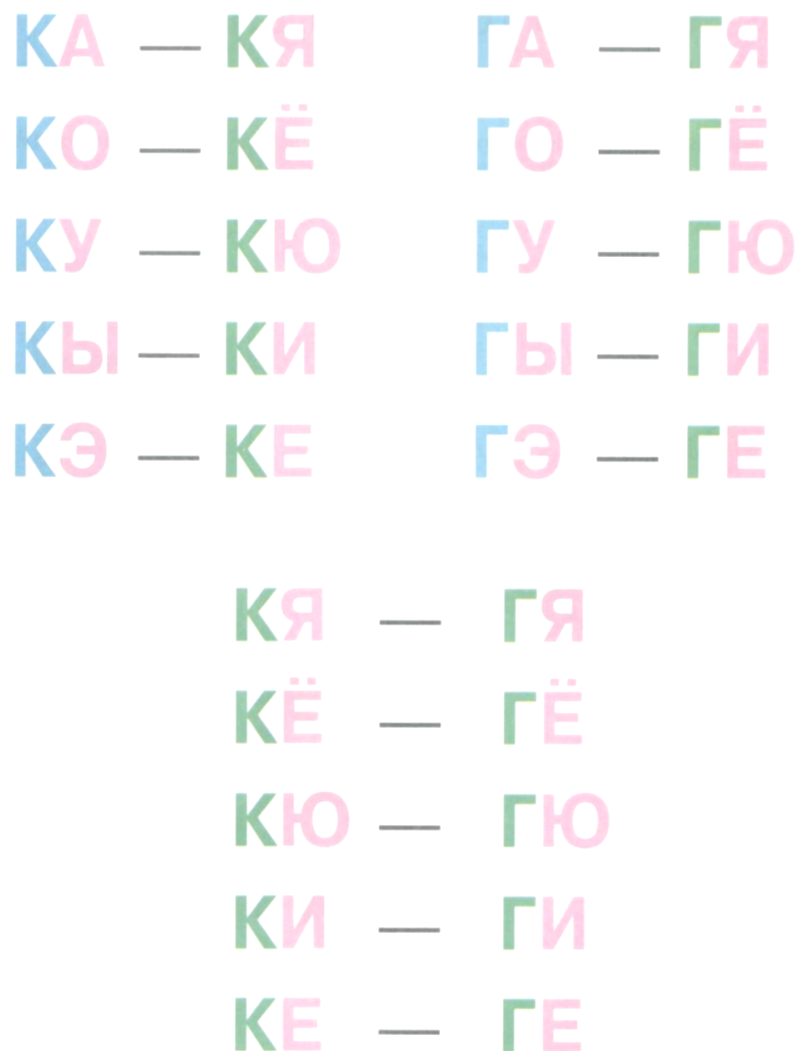 КА — КЯ ГА — ГЯ
КО — КЁ ГО — ГЁ
КУ — КЮ ГУ — ГЮ
КЫ — КИ ГЫ — ГИ
КЭ — КЕ ГЭ — ГЕ
КЯ — ГЯ
КЁ — ГЁ
КЮ — ГЮ
КИ — ГИ
КЕ — ГЕ